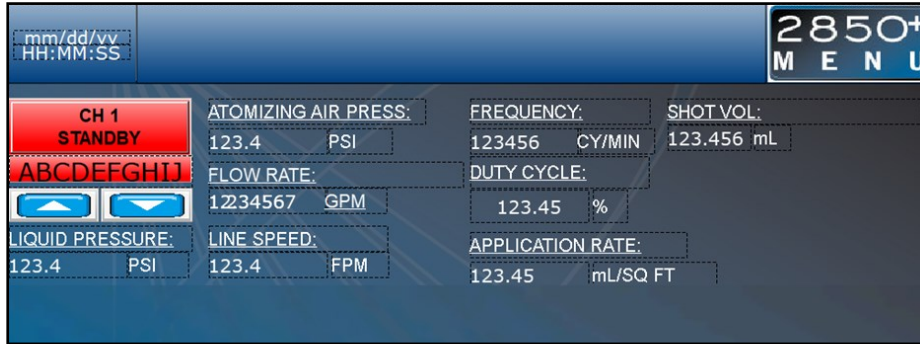 mm/dd/yy
HH:MM:SS
2850+
MENU
CH 1
STANDBY
ABCDEFGHIJ
ATOMIZING AIR PRESS:
123.4 PSI
FREQUENCY:
123456 CY/MIN
SHOT VOL:
123.456 mL
FLOW RATE:
12234567 GPM
DUTY CYCLE:
123.45 %
LIQUID PRESSURE:
123.4 PSI
LINE SPEED:
123.4 FPM
APPLICATION RATE:
123.45 mL/SQ FT